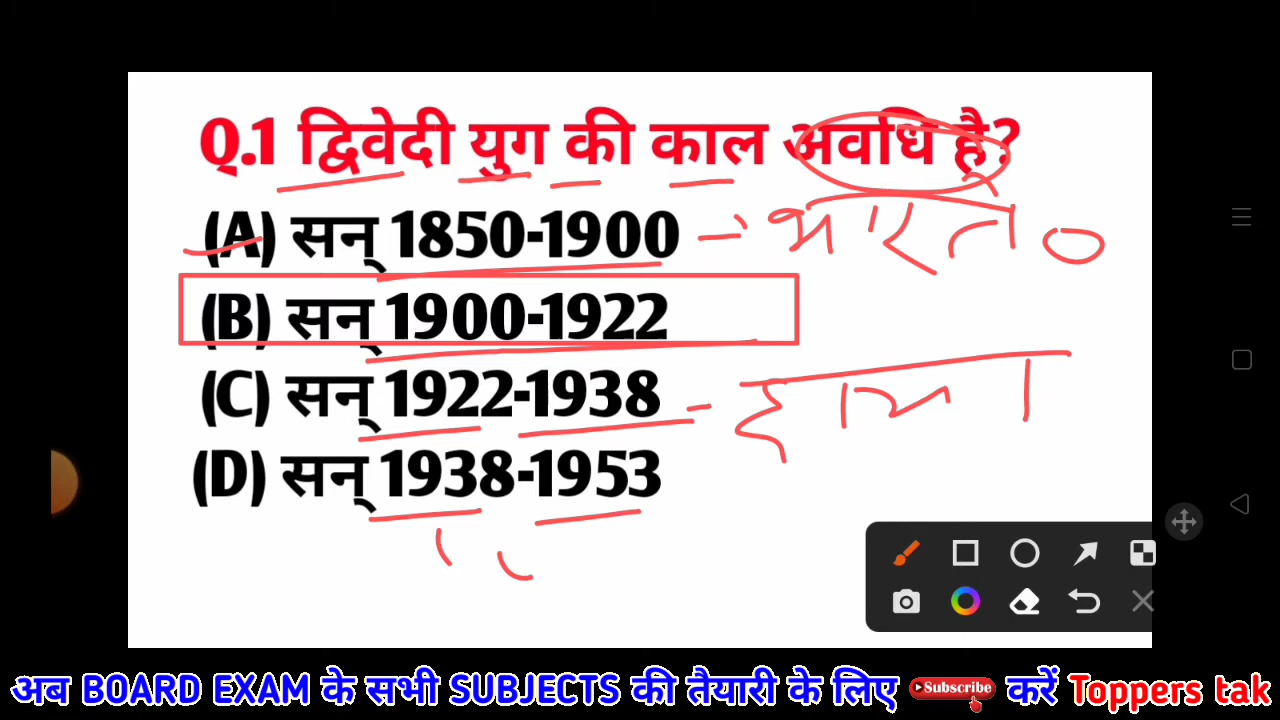 Q.1 द्विवेदी युग की काल अवधि है?
(A) सन् 1850-1900
(B) सन् 1900-1922
(C) सन् 1922-1938
(D) सन् 1938-1953
अब BOARD EXAM के सभी SUBJECTS की तैयारी के लिए Subscribe करें Toppers tak